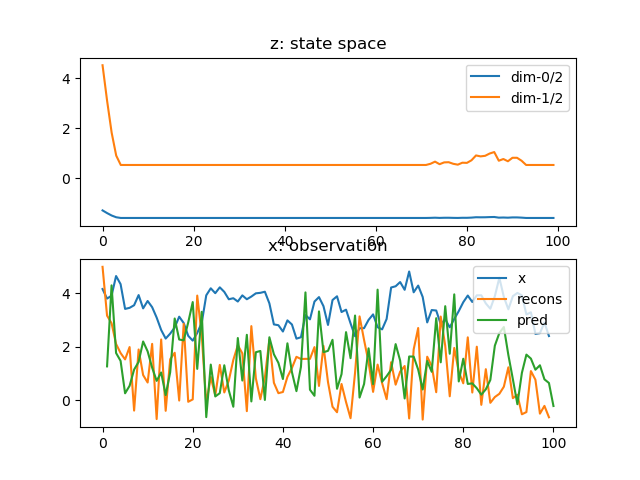 z: state space
4
2
0
dim-0/2
dim-1/2
0 20 40 60 80 100
x: observation
4
2
0
x
recons
pred
0 20 40 60 80 100